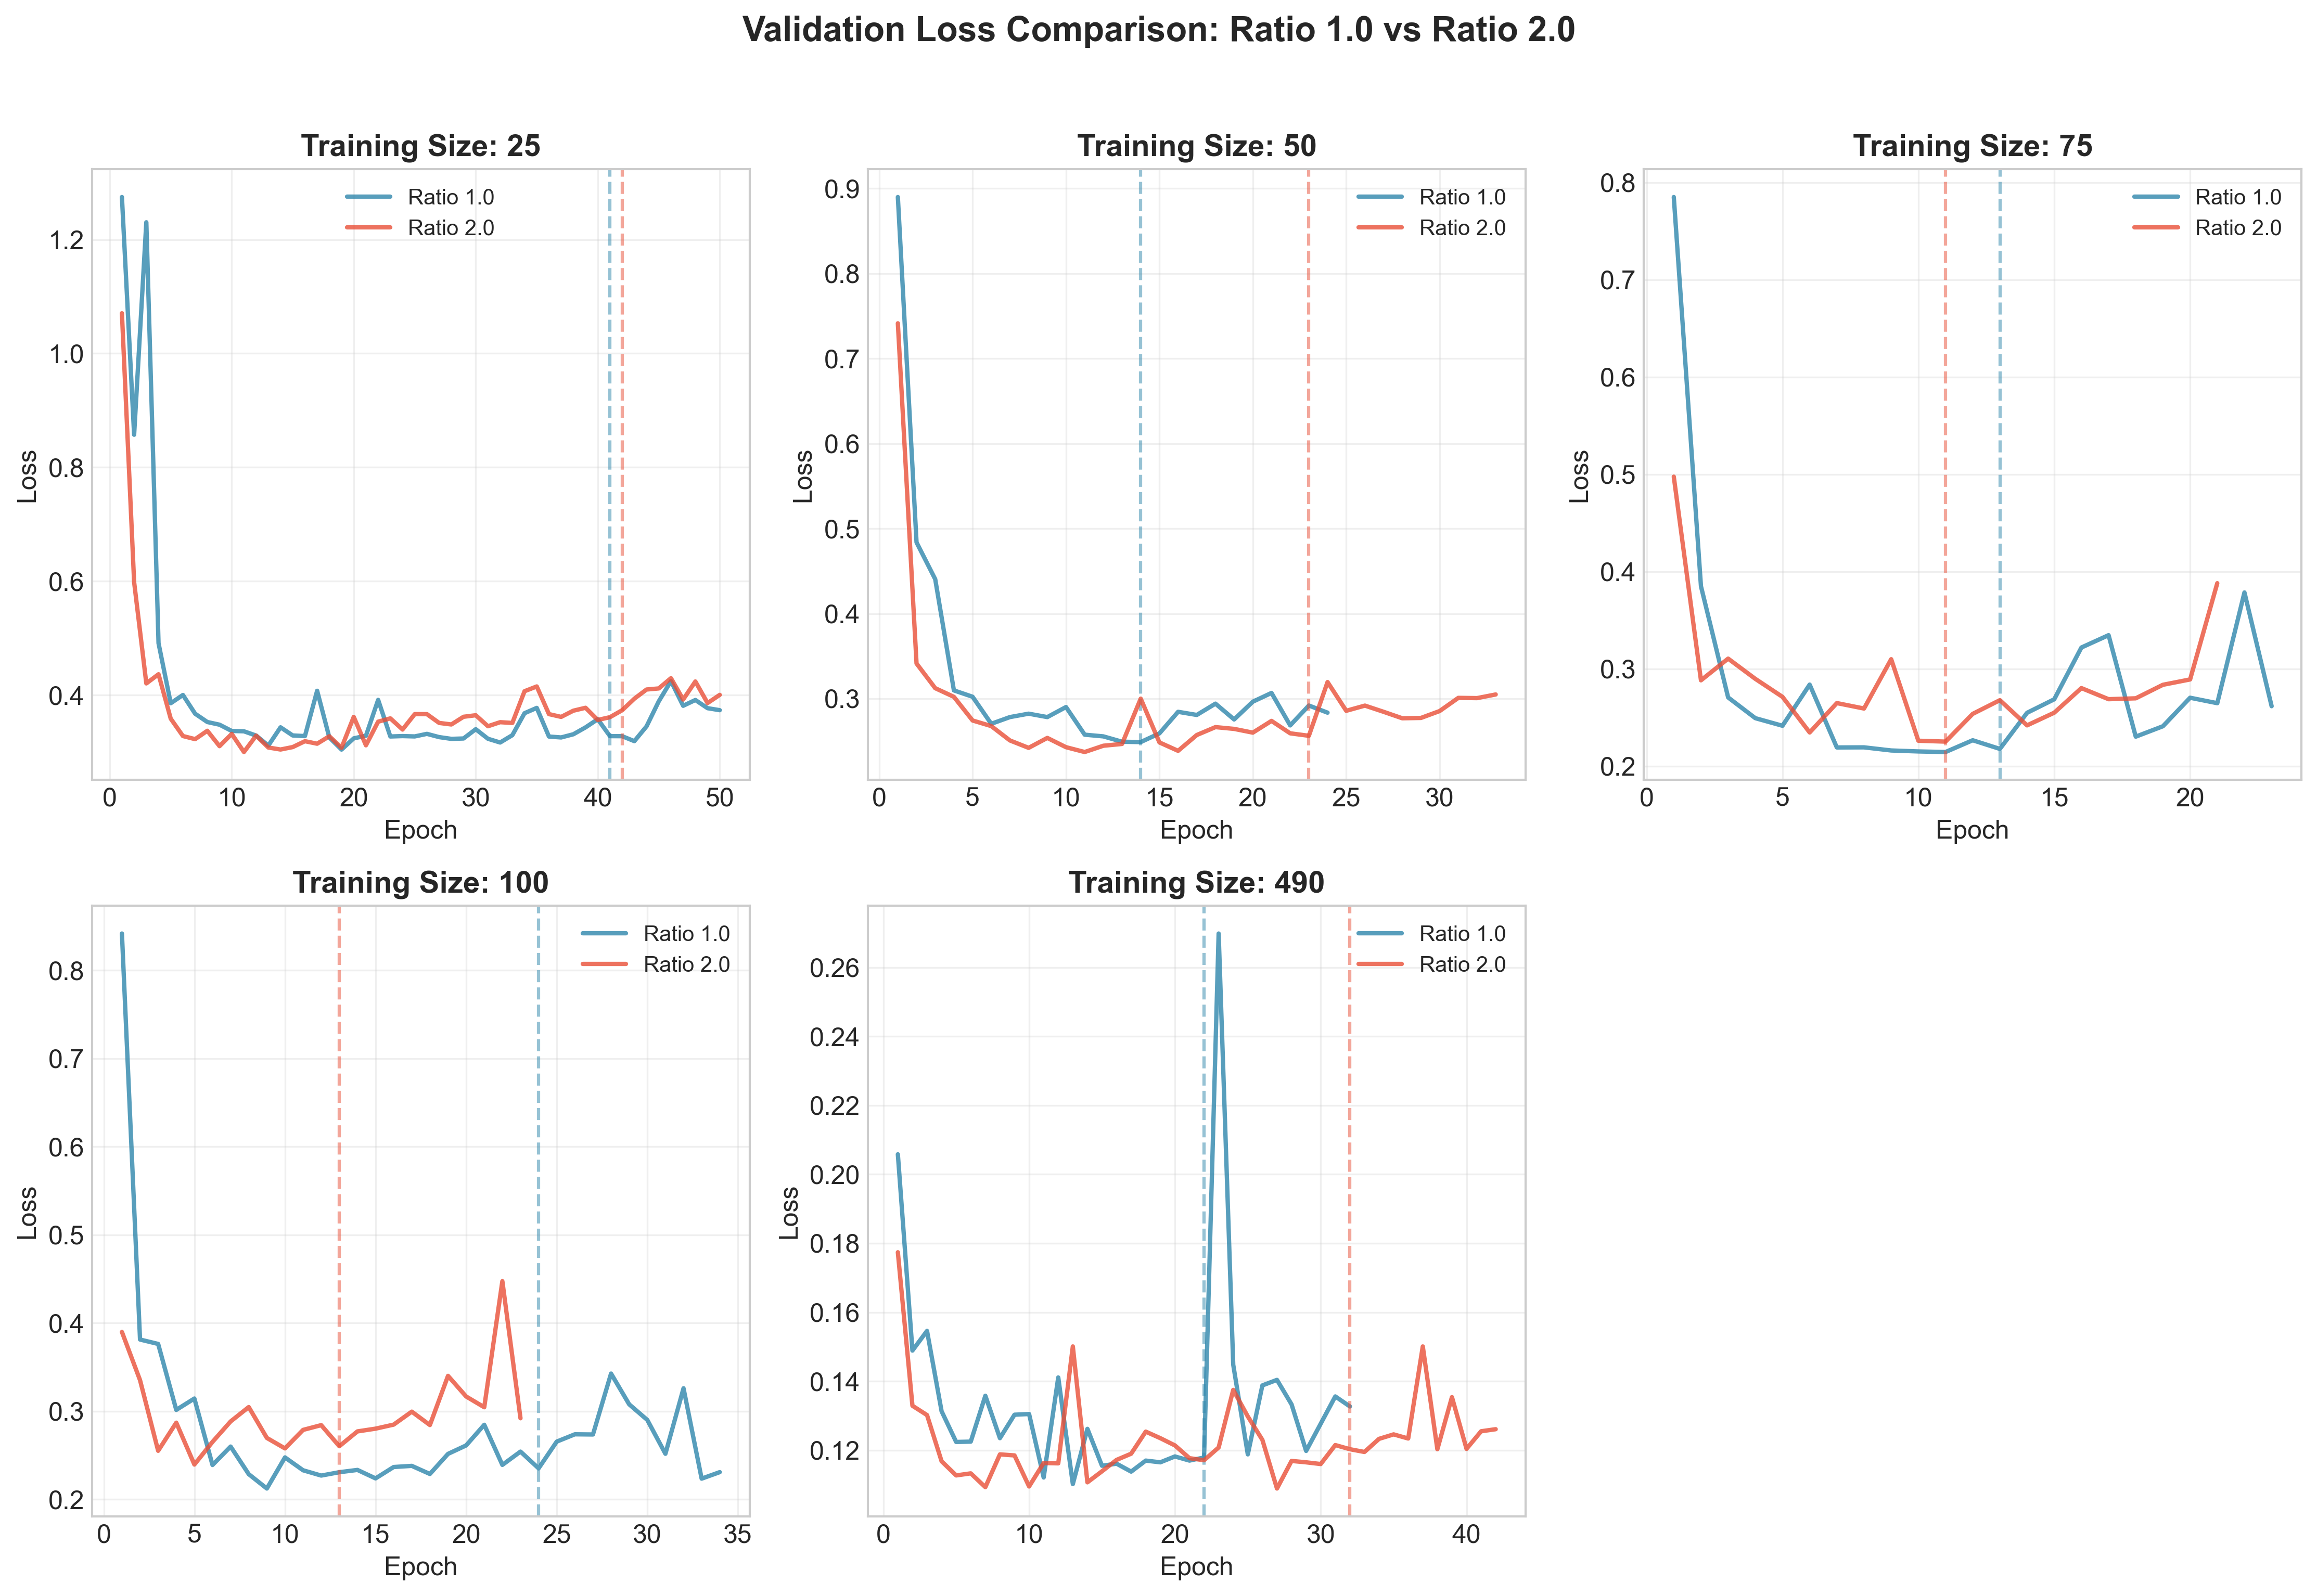 Validation Loss Comparison: Ratio 1.0 vs Ratio 2.0
Training Size: 25
Ratio 1.0
Ratio 2.0
1.2
1.0
0.8
0.6
0.4
Loss
0 10 20 30 40 50
Epoch
Training Size: 50
Ratio 1.0
Ratio 2.0
0.9
0.8
0.7
0.6
0.5
0.4
0.3
Loss
0 5 10 15 20 25 30
Epoch
Training Size: 75
Ratio 1.0
Ratio 2.0
0.8
0.7
0.6
0.5
0.4
0.3
0.2
Loss
0 5 10 15 20
Epoch
Training Size: 100
Ratio 1.0
Ratio 2.0
0.8
0.7
0.6
0.5
0.4
0.3
0.2
Loss
0 5 10 15 20 25 30 35
Epoch
Training Size: 490
Ratio 1.0
Ratio 2.0
0.26
0.24
0.22
0.20
0.18
0.16
0.14
0.12
Loss
0 10 20 30 40
Epoch